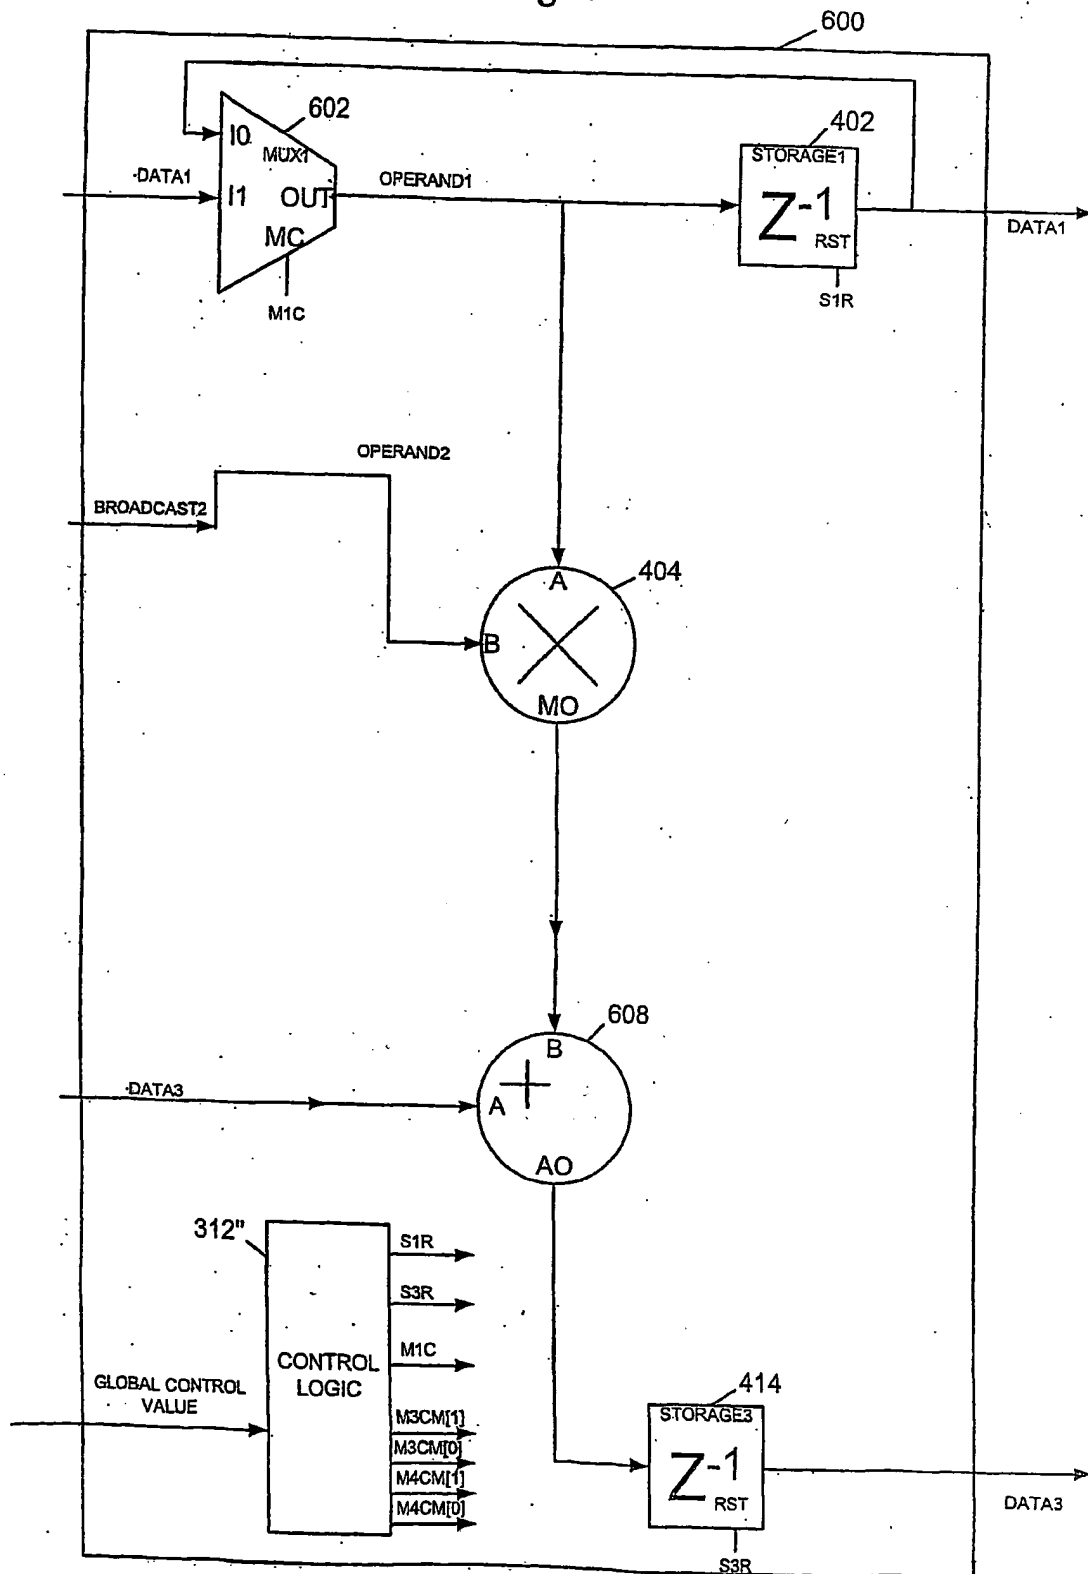 600
602
I0
MUX1
DATA1
I1
OUT
MC
M1C
OPERAND1
402
STORAGE1
Z-1
RST
S1R
DATA1
OPERAND2
BROADCAST2
404
A
B
MO
608
B
DATA3
A
AO
312"
S1R
S3R
M1C
CONTROL
LOGIC
GLOBAL CONTROL
VALUE
M3CM[1]
M3CM[0]
M4CM[1]
M4CM[0]
414
STORAGE3
Z-1
RST
S3R
DATA3